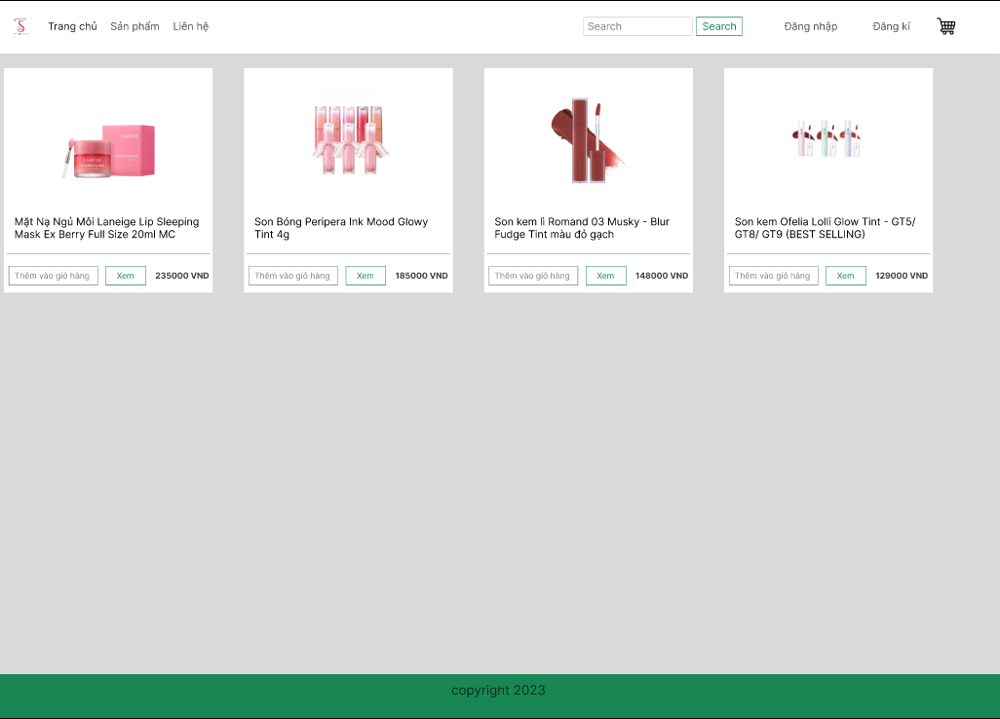 Trang chủ Sản phẩm Liên hệ Search Search Đăng nhập Đăng kí
Mặt Nạ Ngủ Môi Laneige Lip Sleeping
Mask Ex Berry Full Size 20ml MC
Thêm vào giỏ hàng Xem 235000 VND
Son Bóng Peripera Ink Mood Glowy
Tint 4g
Thêm vào giỏ hàng Xem 185000 VND
Son kem lì Romand 03 Musky - Blur
Fudge Tint màu đỏ gạch
Thêm vào giỏ hàng Xem 148000 VND
Son kem Ofelia Lolli Glow Tint - GT5/
GT8/ GT9 (BEST SELLING)
Thêm vào giỏ hàng Xem 129000 VND
copyright 2023